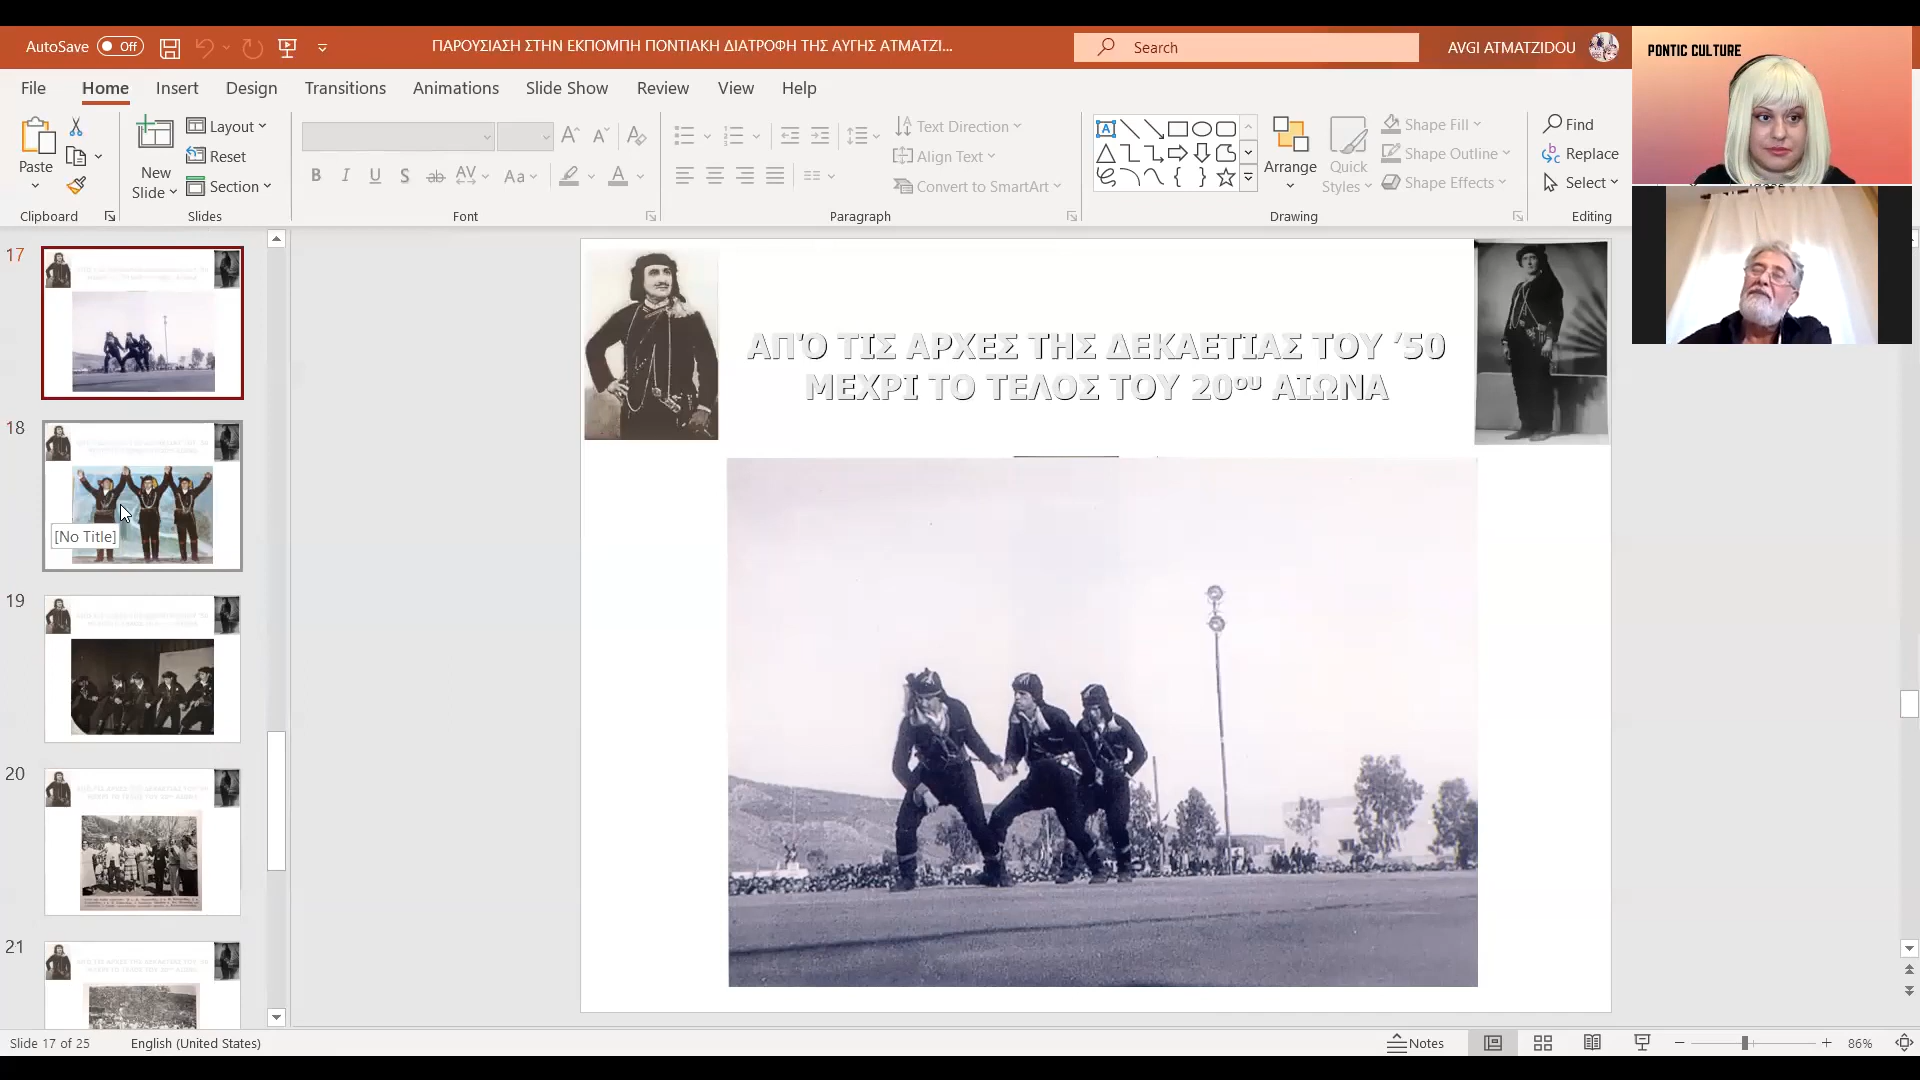 AutoSave Off
ΠΑΡΟΥΣΙΑΣΗ ΣΤΗΝ ΕΚΠΟΜΠΗ ΠΟΝΤΙΑΚΗ ΔΙΑΤΡΟΦΗ ΤΗΣ ΑΥΓΗΣ ΑΤΜΑΤΖΙ...
Search
AVGI ATMATZIDOU
PONTIC CULTURE
File Home Insert Design Transitions Animations Slide Show Review View Help
Paste
New Slide
Layout
Reset
Section
Text Direction
Align Text
Convert to SmartArt
Arrange
Quick Styles
Shape Fill
Shape Outline
Shape Effects
Find
Replace
Select
Clipboard Slides Font Paragraph Drawing Editing
17
18
[No Title]
19
20
21
ΑΠΌ ΤΙΣ ΑΡΧΕΣ ΤΗΣ ΔΕΚΑΕΤΙΑΣ ΤΟΥ ’50
ΜΕΧΡΙ ΤΟ ΤΕΛΟΣ ΤΟΥ 20ου ΑΙΩΝΑ
Slide 17 of 25 English (United States) Notes 86%